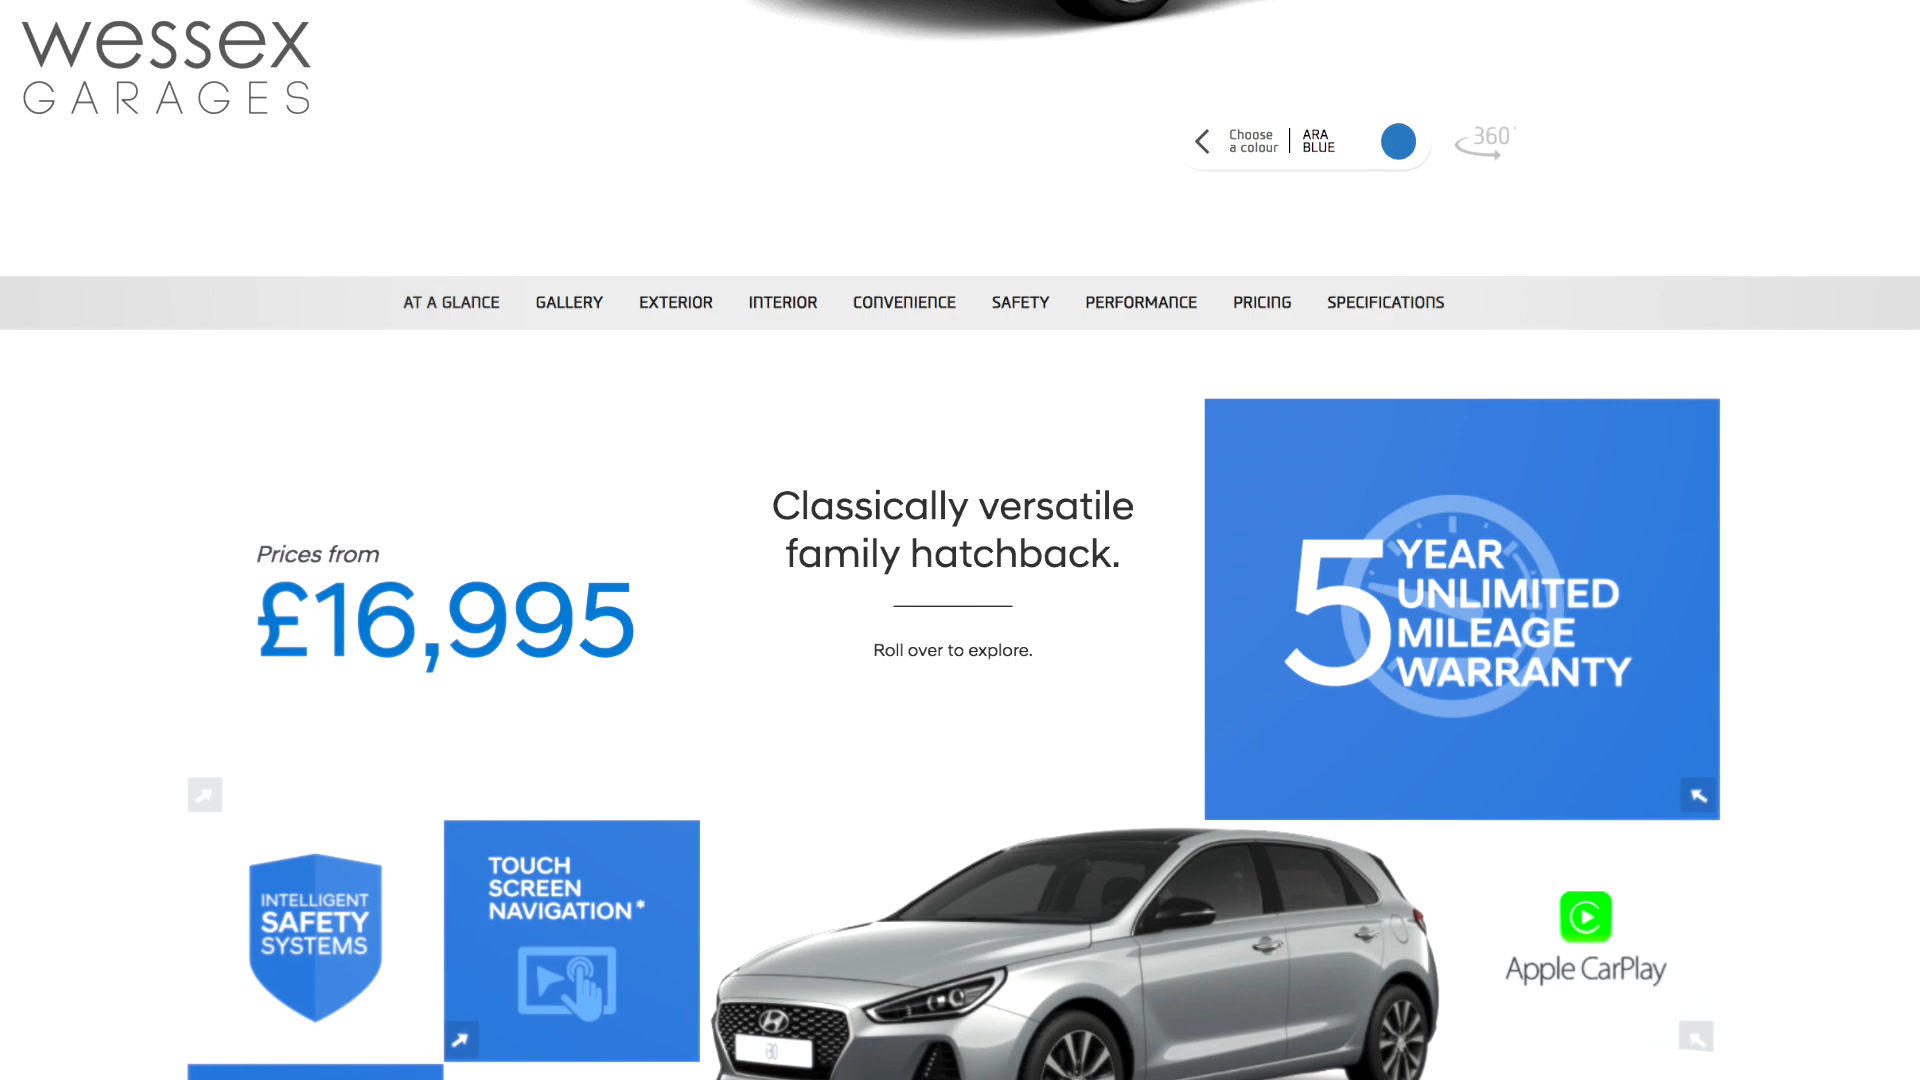 wessex
GARAGES
Choose
a colour
ARA
BLUE
360°
AT A GLANCE GALLERY EXTERIOR INTERIOR CONVENIENCE SAFETY PERFORMANCE PRICING SPECIFICATIONS
Prices from
£16,995
Classically versatile
family hatchback.
Roll over to explore.
5 YEAR
UNLIMITED
MILEAGE
WARRANTY
INTELLIGENT
SAFETY
SYSTEMS
TOUCH
SCREEN
NAVIGATION*
i30
Apple CarPlay